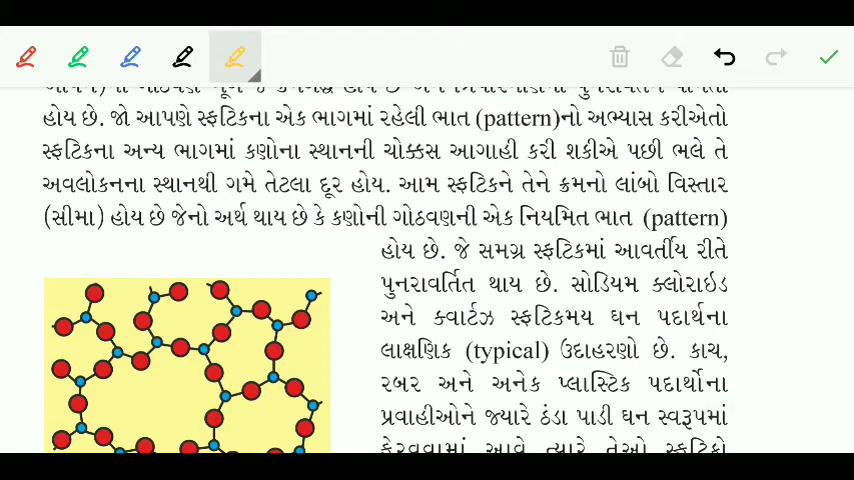 હોય છે. જો આપણે સ્ફટિકના એક ભાગમાં રહેલી ભાત (pattern)નો અભ્યાસ કરીએતો
સ્ફટિકના અન્ય ભાગમાં કણોના સ્થાનની ચોક્કસ આગાહી કરી શકીએ પછી ભલે તે
અવલોકનના સ્થાનથી ગમે તેટલા દૂર હોય. આમ સ્ફટિકને તેને ક્રમનો લાંબો વિસ્તાર
(સીમા) હોય છે જેનો અર્થ થાય છે કે કણોની ગોઠવણની એક નિયમિત ભાત (pattern)
હોય છે. જે સમગ્ર સ્ફટિકમાં આવર્તીય રીતે
પુનરાવર્તિત થાય છે. સોડિયમ ક્લોરાઇડ
અને ક્વાર્ટઝ સ્ફટિકમય ઘન પદાર્થના
લાક્ષણિક (typical) ઉદાહરણો છે. કાચ,
રબર અને અનેક પ્લાસ્ટિક પદાર્થોના
પ્રવાહીઓને જ્યારે ઠંડા પાડી ઘન સ્વરૂપમાં
ફેરવવામાં આવે ત્યારે તેઓ સ્ફટિકો